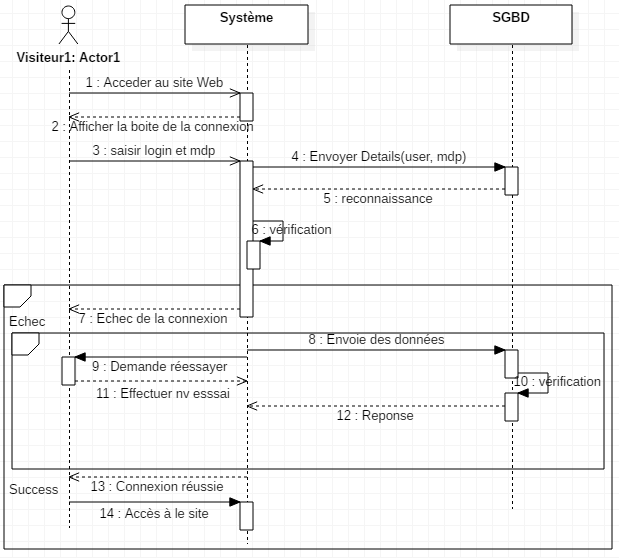 Système
SGBD
Visiteur1: Actor1
1 : Acceder au site Web
2 : Afficher la boite de la connexion
3 : saisir login et mdp
4 : Envoyer Details(user, mdp)
5 : reconnaissance
6 : vérification
7 : Echec de la connexion
Echec
8 : Envoie des données
9 : Demande réessayer
10 : vérification
11 : Effectuer nv esssai
12 : Reponse
13 : Connexion réussie
Success
14 : Accès à le site